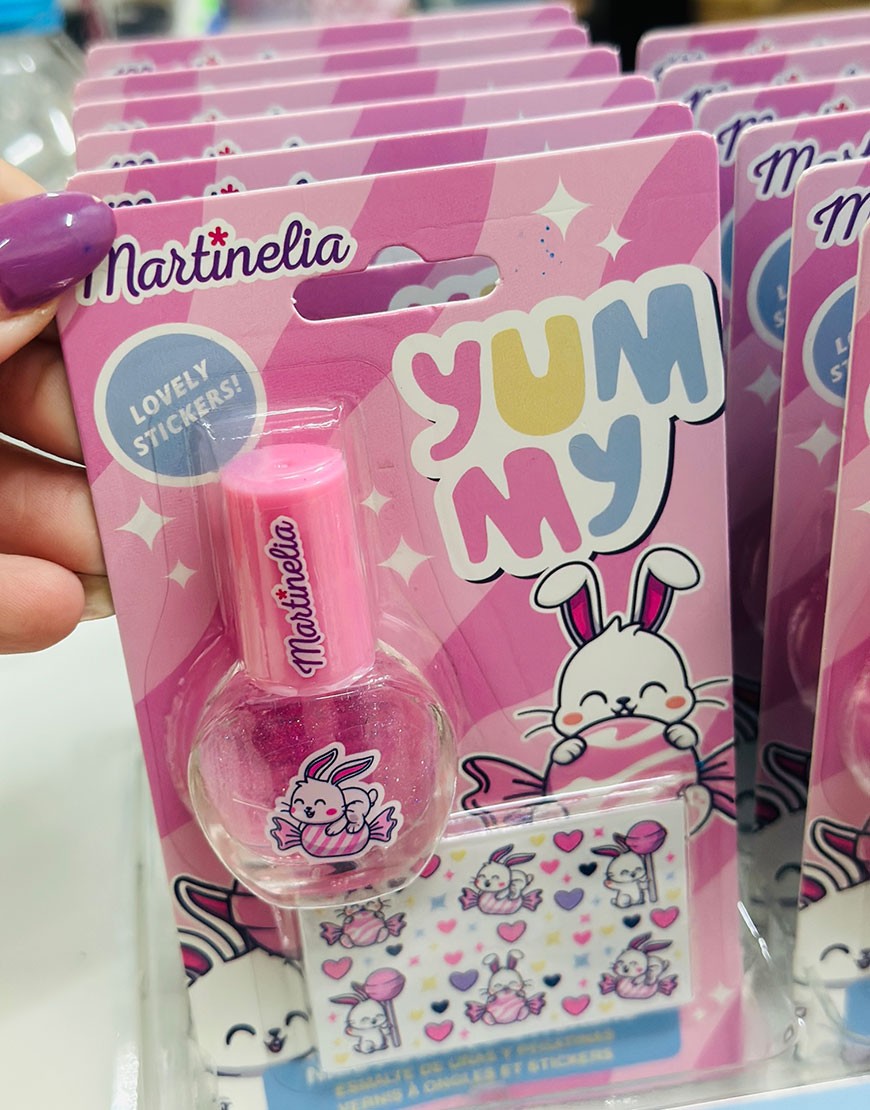 Martinelia
LOVELY
STICKERS!
YUM
MY
Martinelia
ESMALTE DE UÑAS Y PEGATINAS
VERNIS À ONGLES ET STICKERS